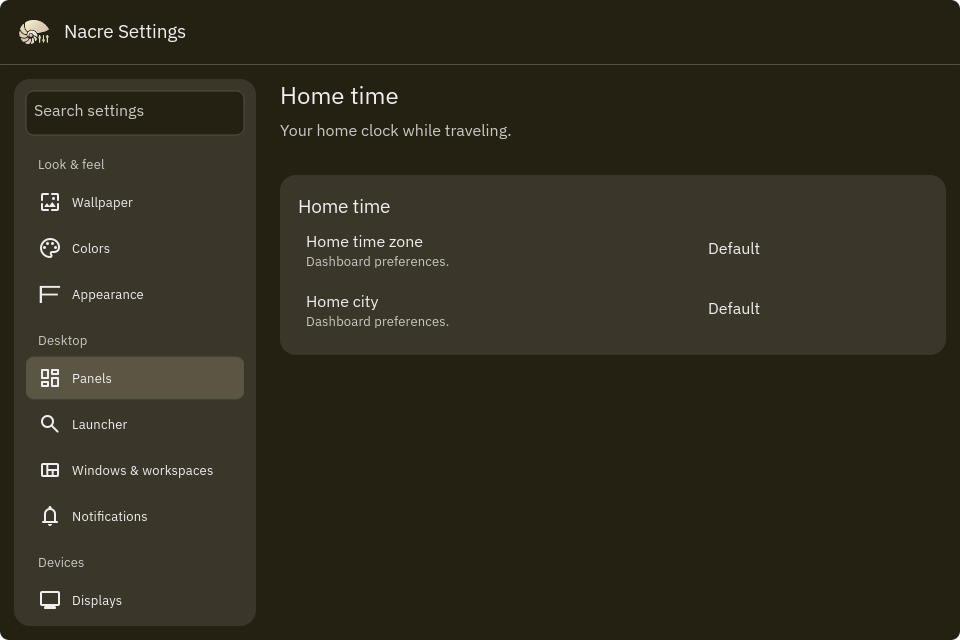 Nacre Settings
Search settings
Look & feel
Wallpaper
Colors
Appearance
Desktop
Panels
Launcher
Windows & workspaces
Notifications
Devices
Displays
Home time
Your home clock while traveling.
Home time
Home time zone
Dashboard preferences.
Default
Home city
Dashboard preferences.
Default